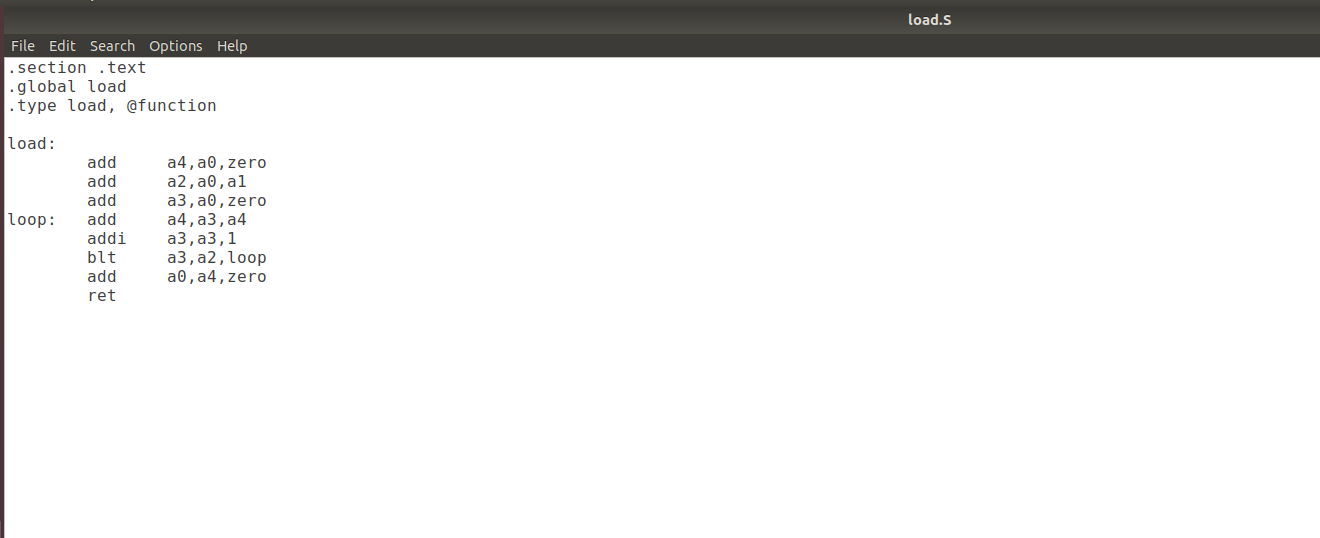 load.S
File Edit Search Options Help
.section .text
.global load
.type load, @function
load:
add a4,a0,zero
add a2,a0,a1
add a3,a0,zero
loop: add a4,a3,a4
addi a3,a3,1
blt a3,a2,loop
add a0,a4,zero
ret